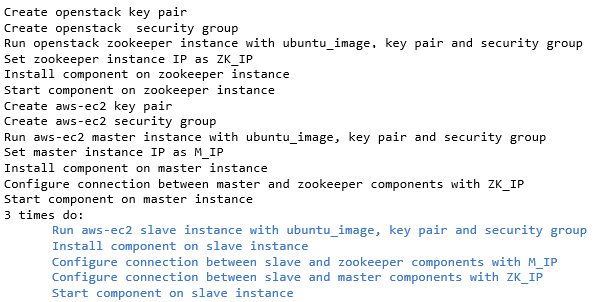 Create openstack key pair
Create openstack  security group
Run openstack zookeeper instance with ubuntu_image, key pair and security group
Set zookeeper instance IP as ZK_IP
Install component on zookeeper instance
Start component on zookeeper instance
Create aws-ec2 key pair
Create aws-ec2 security group
Run aws-ec2 master instance with ubuntu_image, key pair and security group
Set master instance IP as M_IP
Install component on master instance
Configure connection between master and zookeeper components with ZK_IP
Start component on master instance
3 times do:
Run aws-ec2 slave instance with ubuntu_image, key pair and security group
Install component on slave instance
Configure connection between slave and zookeeper components with M_IP
Configure connection between slave and master components with ZK_IP
Start component on slave instance